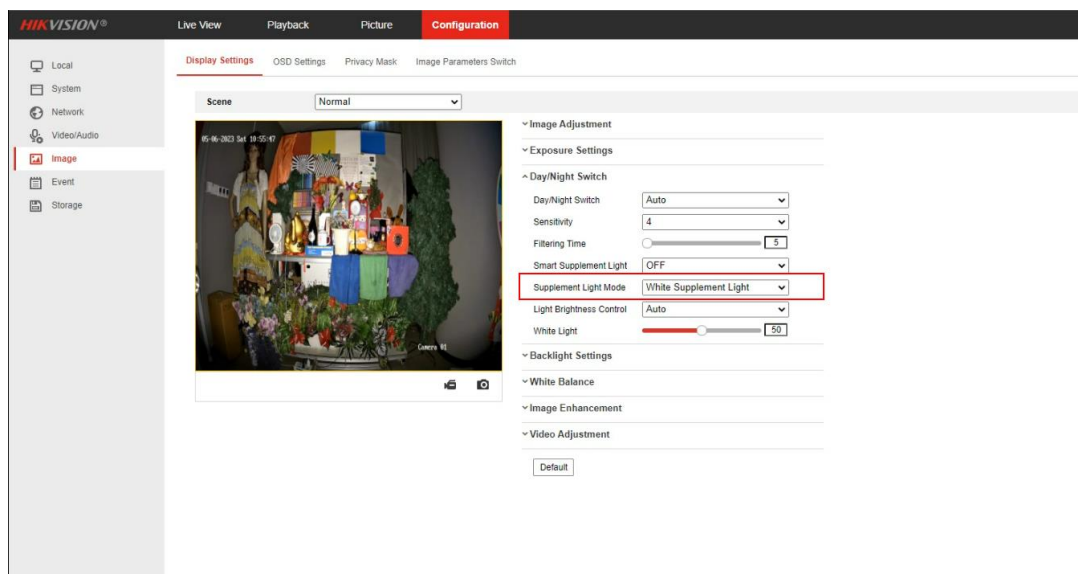 HIKVISION®
Live View Playback Picture Configuration
Local
System
Network
Video/Audio
Image
Event
Storage
Display Settings OSD Settings Privacy Mask Image Parameters Switch
Scene Normal
05-06-2023 Sat 10:55:47
Camera 01
Image Adjustment
Exposure Settings
Day/Night Switch
Day/Night Switch Auto
Sensitivity 4
Filtering Time 5
Smart Supplement Light OFF
Supplement Light Mode White Supplement Light
Light Brightness Control Auto
White Light 50
Backlight Settings
White Balance
Image Enhancement
Video Adjustment
Default